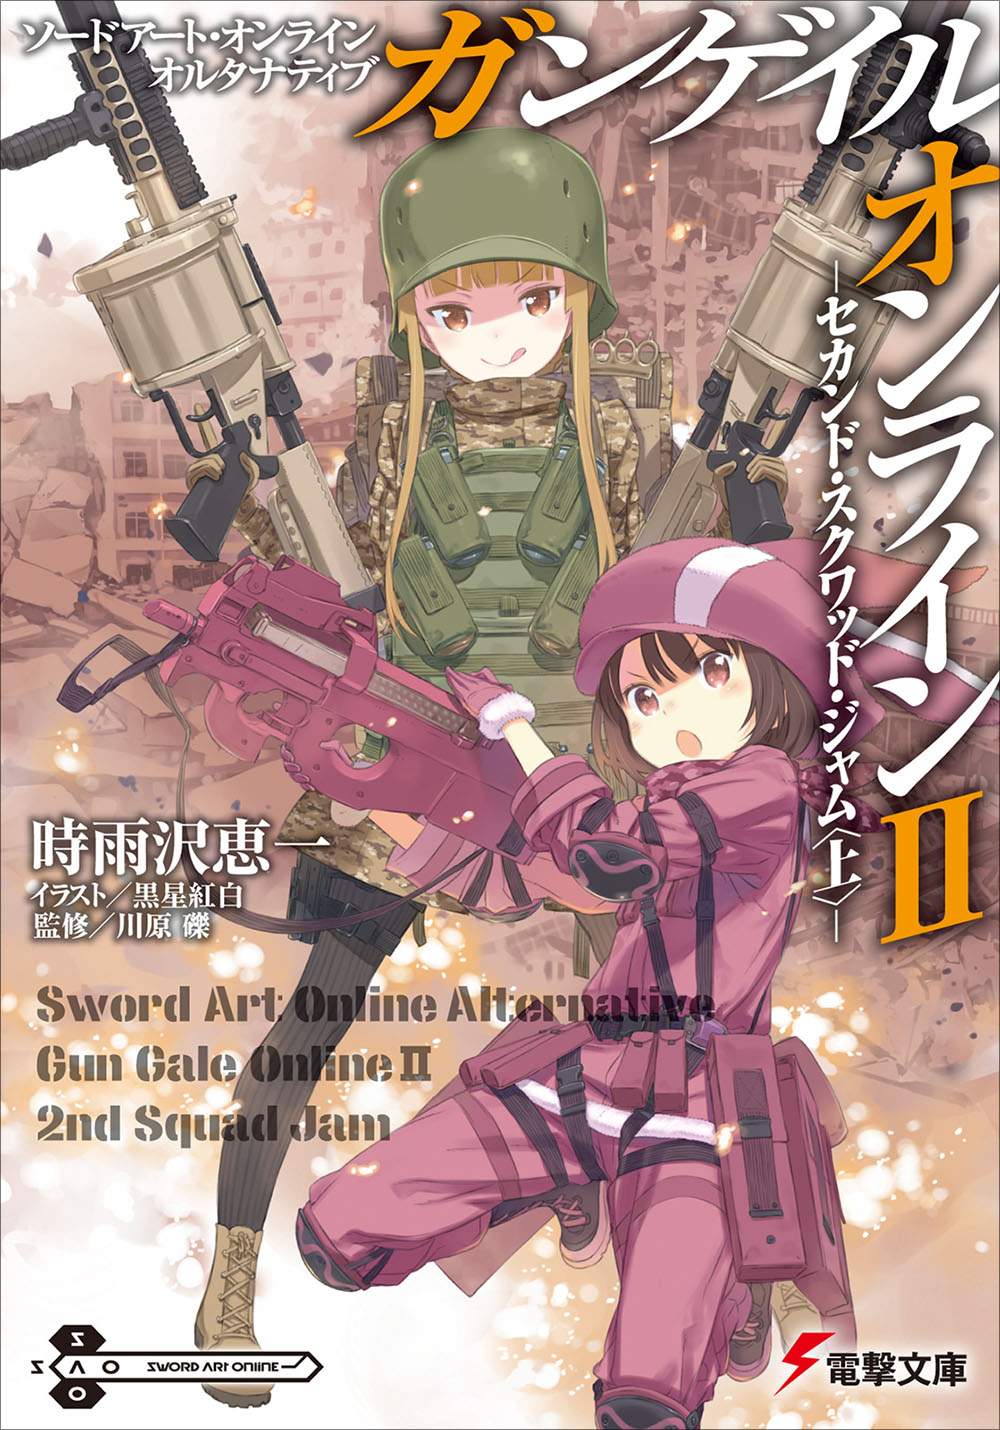 ソードアート・オンライン
オルタナティブ
ガンゲイル
オンラインⅡ
―セカンド・スクワッド・ジャム〈上〉―
時雨沢恵一
イラスト／黒星紅白
監修／川原 礫
Sword Art Online Alternative
Gun Gale Online Ⅱ
2nd Squad Jam
S
S A O
O
SWORD ART ONLINE
電撃文庫